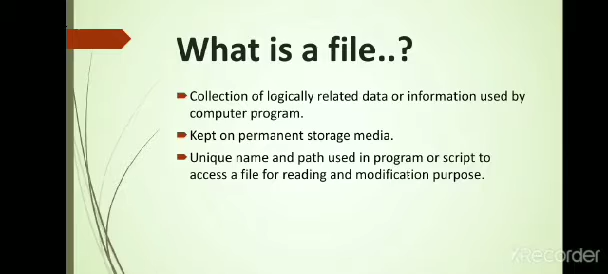 What is a file..?
Collection of logically related data or information used by
computer program.
Kept on permanent storage media.
Unique name and path used in program or script to
access a file for reading and modification purpose.
XRecorder